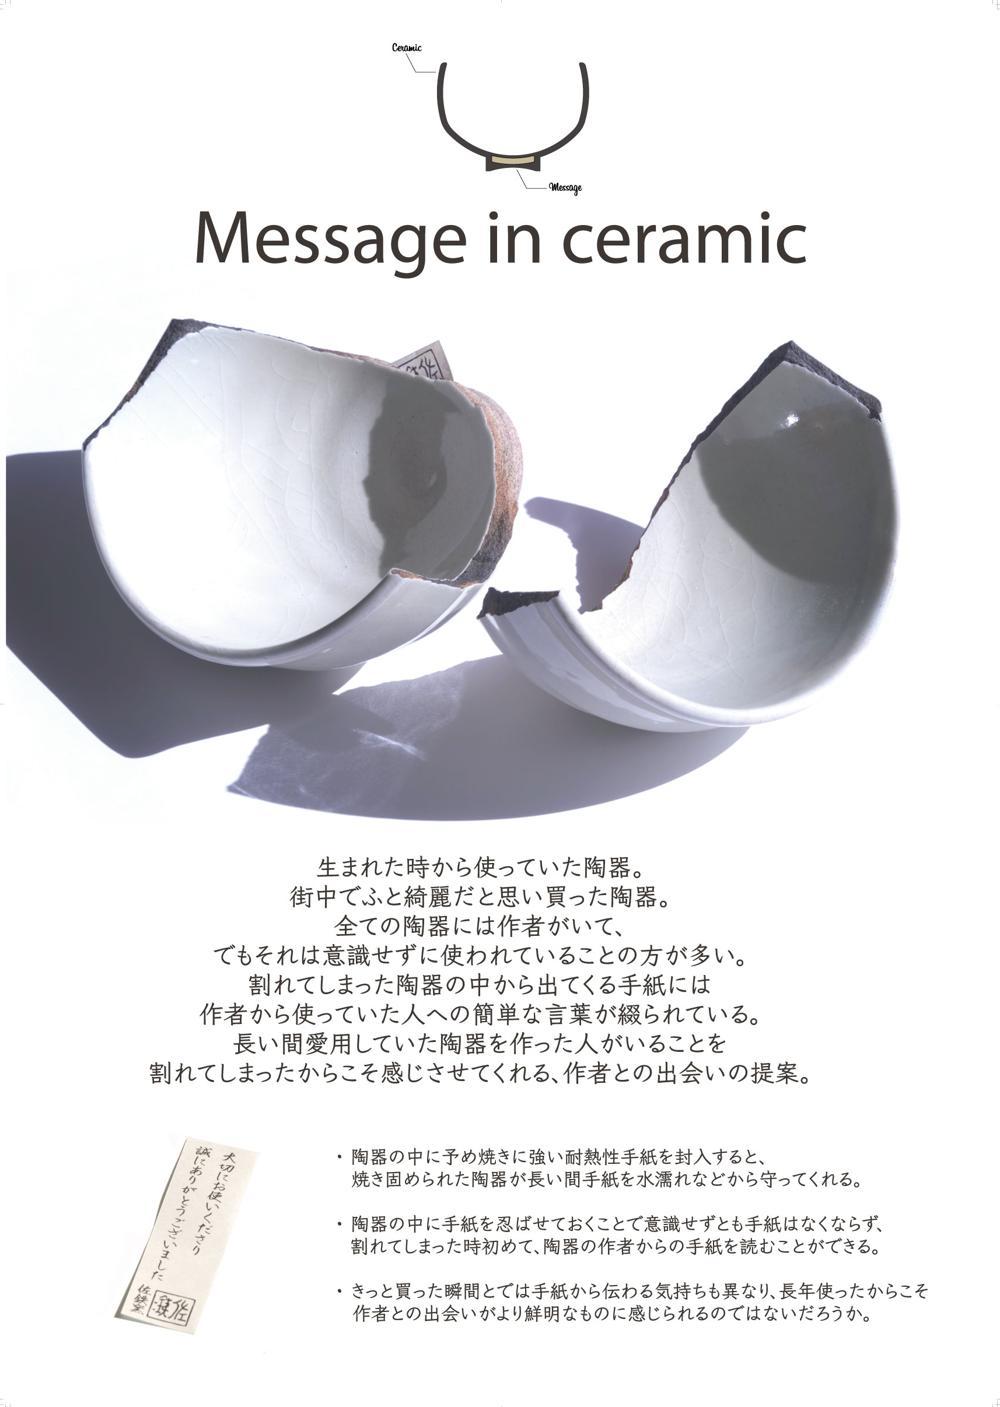 Ceramic
Message
Message in ceramic
佐
生まれた時から使っていた陶器。
街中でふと綺麗だと思い買った陶器。
全ての陶器には作者がいて、
でもそれは意識せずに使われていることの方が多い。
割れてしまった陶器の中から出てくる手紙には
作者から使っていた人への簡単な言葉が綴られている。
長い間愛用していた陶器を作った人がいることを
割れてしまったからこそ感じさせてくれる、作者との出会いの提案。
大切にお使いくださり
誠にありがとうございました
佐
・ 陶器の中に予め焼きに強い耐熱性手紙を封入すると、
焼き固められた陶器が長い間手紙を水濡れなどから守ってくれる。
・ 陶器の中に手紙を忍ばせておくことで意識せずとも手紙はなくならず、
割れてしまった時初めて、陶器の作者からの手紙を読むことができる。
・ きっと買った瞬間とでは手紙から伝わる気持ちも異なり、長年使ったからこそ
作者との出会いがより鮮明なものに感じられるのではないだろうか。